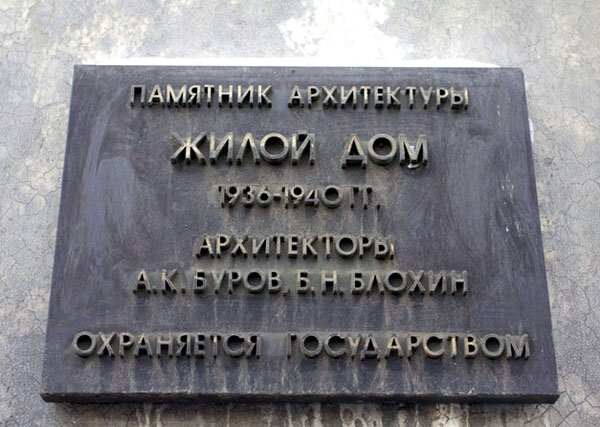 ПАМЯТНИК АРХИТЕКТУРЫ
ЖИЛОЙ ДОМ
1936-1940 ГГ.
АРХИТЕКТОРЫ
А.К. БУРОВ, Б.Н. БЛОХИН
ОХРАНЯЕТСЯ ГОСУДАРСТВОМ